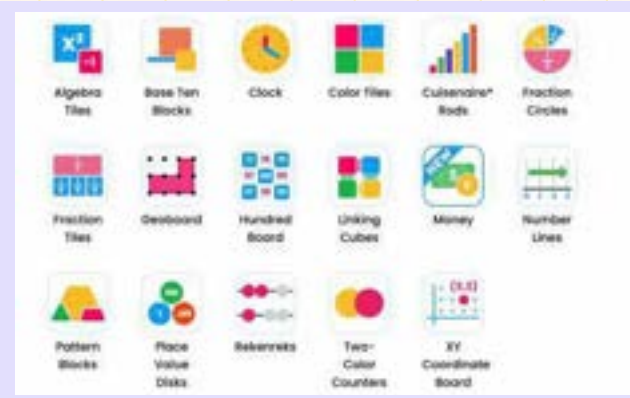 Algebra
Tiles
Base Ten
Blocks
Clock
Color Tiles
Cuisenaire®
Rods
Fraction
Circles
Fraction
Tiles
Geoboard
Hundred
Board
Linking
Cubes
NEW
Money
Number
Lines
Pattern
Blocks
Place
Value
Disks
Rekenreks
Two-
Color
Counters
XY
Coordinate
Board